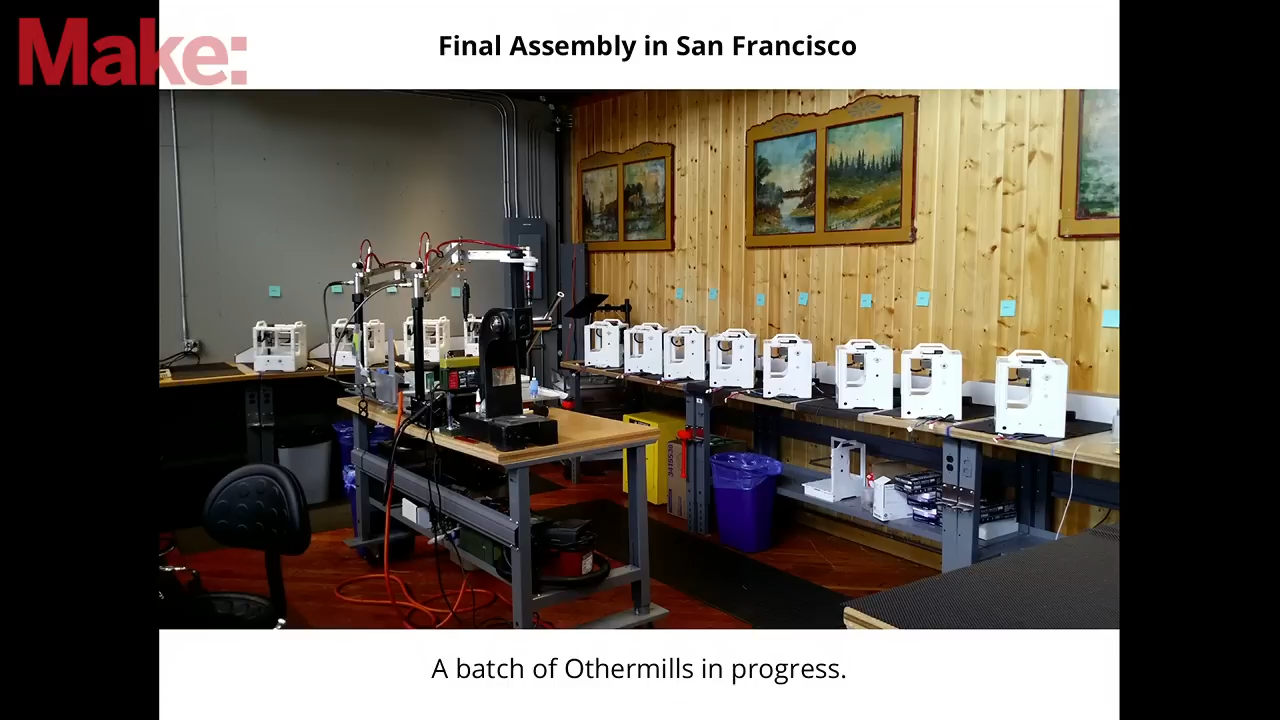 Make:
Final Assembly in San Francisco
A batch of Othermills in progress.